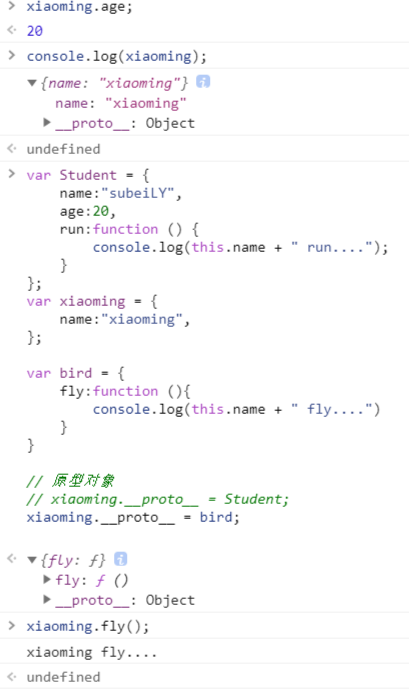 > xiaoming.age;
< 20
> console.log(xiaoming);
▼{name: "xiaoming"} i
name: "xiaoming"
▶ __proto__: Object
< undefined
> var Student = {
name:"subeiLY",
age:20,
run:function () {
console.log(this.name + " run....");
}
};
var xiaoming = {
name:"xiaoming",
};
var bird = {
fly:function (){
console.log(this.name + " fly....")
}
}
// 原型对象
// xiaoming.__proto__ = Student;
xiaoming.__proto__ = bird;
< ▼{fly: ƒ} i
▶ fly: ƒ ()
▶ __proto__: Object
> xiaoming.fly();
xiaoming fly....
< undefined